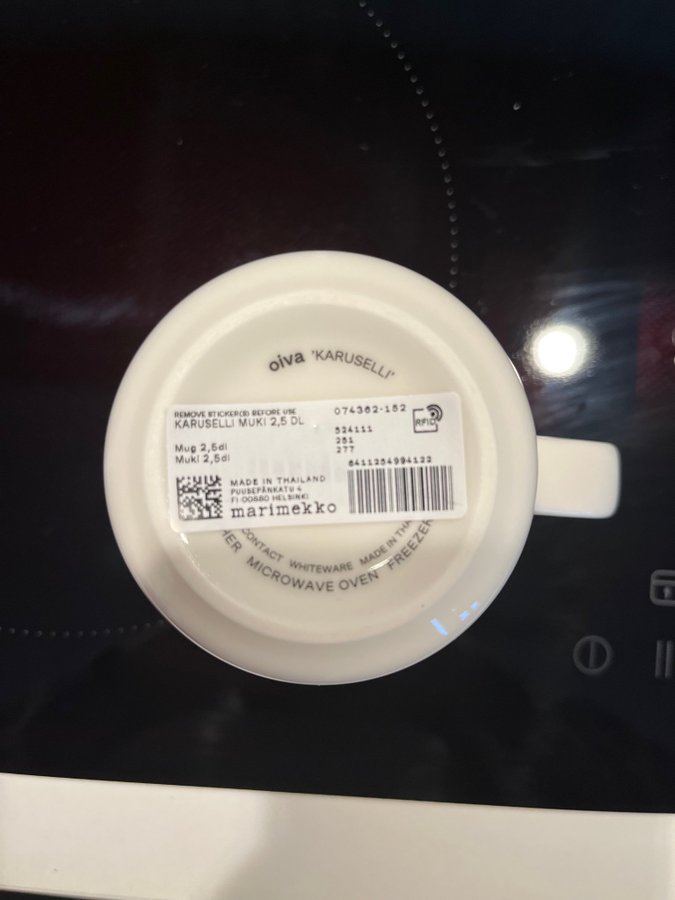 oiva 'KARUSELLI'
REMOVE STICKER(S) BEFORE USE
KARUSELLI MUKI 2,5 DL
074362-152
RFID
524111
251
277
Mug 2,5dl
Muki 2,5dl
6411254994122
MADE IN THAILAND
PUUSEPÄNKATU 4
FI-00880 HELSINKI
marimekko
CONTACT WHITEWARE MADE IN
MICROWAVE OVEN FREEZER